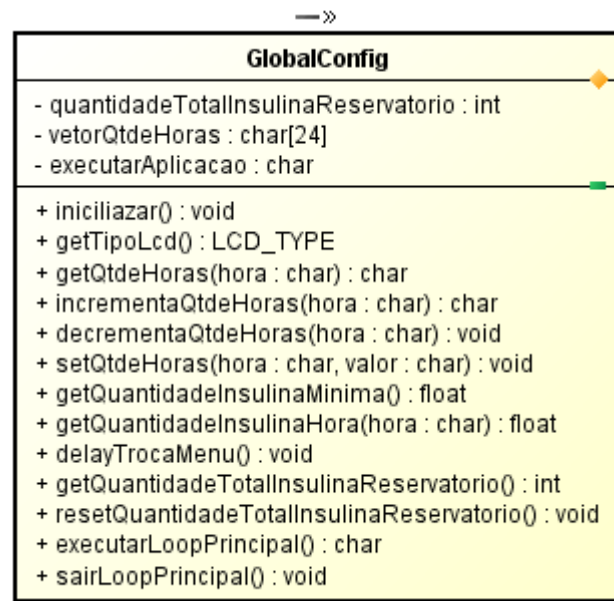 GlobalConfig
- quantidadeTotalInsulinaReservatorio : int
- vetorQtdeHoras : char[24]
- executarAplicacao : char
+ iniciliazar() : void
+ getTipoLcd() : LCD_TYPE
+ getQtdeHoras(hora : char) : char
+ incrementaQtdeHoras(hora : char) : char
+ decrementaQtdeHoras(hora : char) : void
+ setQtdeHoras(hora : char, valor : char) : void
+ getQuantidadeInsulinaMinima() : float
+ getQuantidadeInsulinaHora(hora : char) : float
+ delayTrocaMenu() : void
+ getQuantidadeTotalInsulinaReservatorio() : int
+ resetQuantidadeTotalInsulinaReservatorio() : void
+ executarLoopPrincipal() : char
+ sairLoopPrincipal() : void